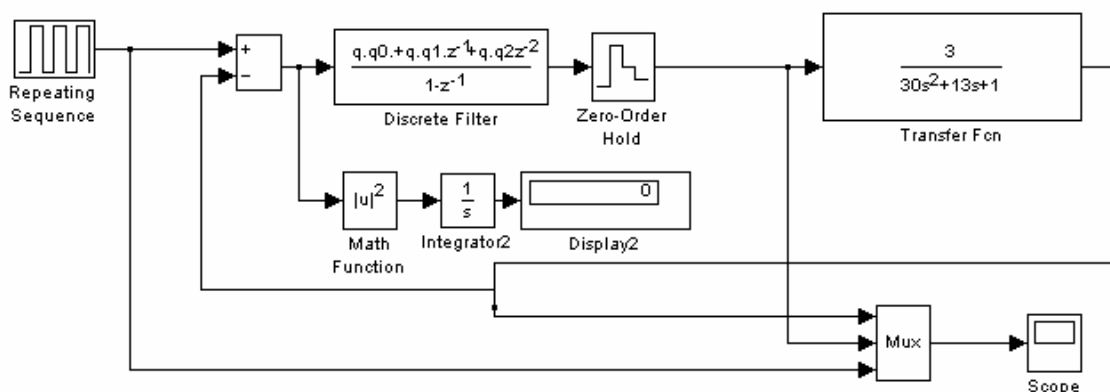 +
−
Repeating
Sequence
q.q0.+q.q1.z-1+q.q2z-2
1-z-1
Discrete Filter
Zero-Order
Hold
3
30s2+13s+1
Transfer Fcn
|u|2
Math
Function
1
s
Integrator2
0
Display2
Mux
Scope